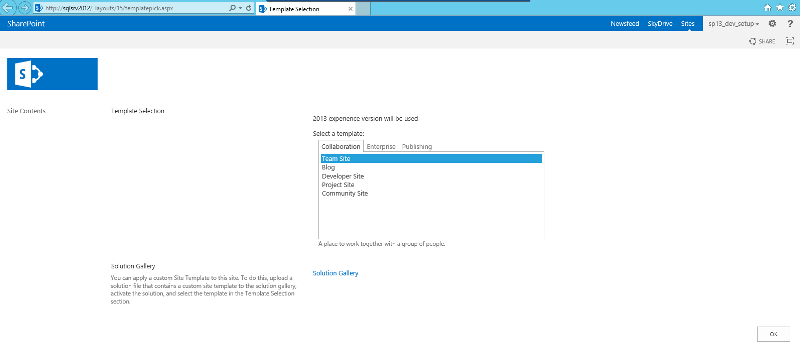 http://sqlsrv2012/_layouts/15/templatepick.aspx
Template Selection
SharePoint
Newsfeed SkyDrive Sites sp13_dev_setup ?
SHARE
S
Site Contents
Template Selection
2013 experience version will be used
Select a template:
Collaboration Enterprise Publishing
Team Site
Blog
Developer Site
Project Site
Community Site
A place to work together with a group of people.
Solution Gallery
You can apply a custom Site Template to this site. To do this, upload a
solution file that contains a custom site template to the solution gallery,
activate the solution, and select the template in the Template Selection
section.
Solution Gallery
OK